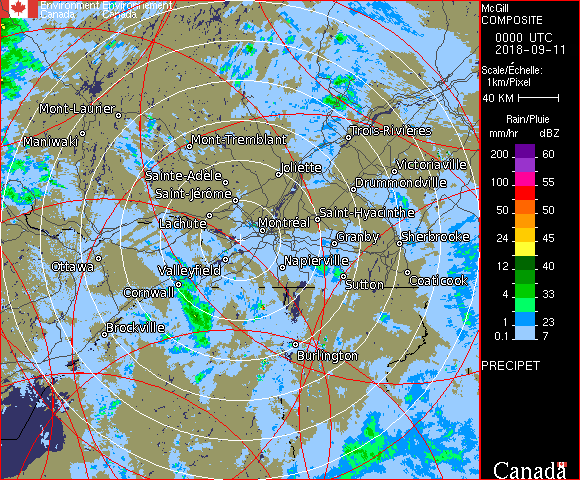 Environment Environnement
Canada Canada
McGill
COMPOSITE
0000 UTC
2018-09-11
Scale/Échelle:
1km/Pixel
40 KM
Rain/Pluie
mm/hr dBZ
200 60
100 55
50 50
24 45
12 40
4 33
1 23
0.1 7
PRECIPET
Canada
Mont-Laurier
Maniwaki
Mont-Tremblant
Trois-Rivières
Sainte-Adèle
Joliette
Victoriaville
Saint-Jérôme
Drummondville
Lachute
Montréal
Saint-Hyacinthe
Granby
Sherbrooke
Ottawa
Valleyfield
Napierville
Cornwall
Sutton
Coaticook
Brockville
Burlington